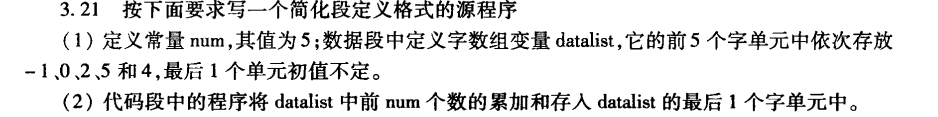 3.21 按下面要求写一个简化段定义格式的源程序
(1) 定义常量 num,其值为5;数据段中定义字数组变量 datalist,它的前5个字单元中依次存放
-1、0、2、5 和4,最后1个单元初值不定。
(2) 代码段中的程序将 datalist 中前 num 个数的累加和存入 datalist 的最后1个字单元中。